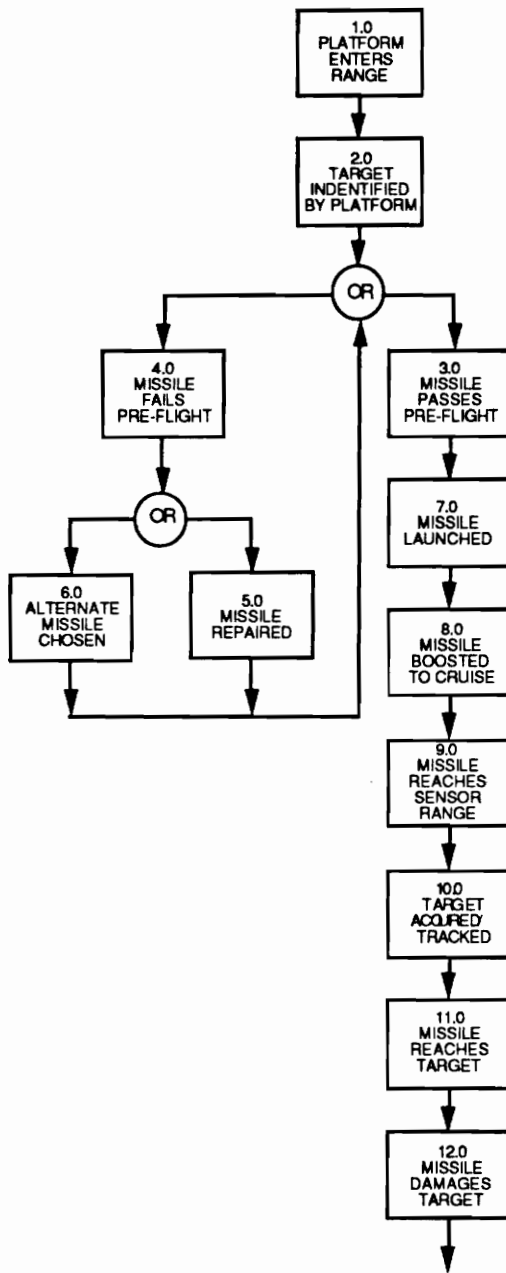 1.0
PLATFORM
ENTERS
RANGE
2.0
TARGET
INDENTIFIED
BY PLATFORM
OR
4.0
MISSILE
FAILS
PRE-FLIGHT
3.0
MISSILE
PASSES
PRE-FLIGHT
OR
7.0
MISSILE
LAUNCHED
6.0
ALTERNATE
MISSILE
CHOSEN
5.0
MISSILE
REPAIRED
8.0
MISSILE
BOOSTED
TO CRUISE
9.0
MISSILE
REACHES
SENSOR
RANGE
10.0
TARGET
ACQURED/
TRACKED
11.0
MISSILE
REACHES
TARGET
12.0
MISSILE
DAMAGES
TARGET